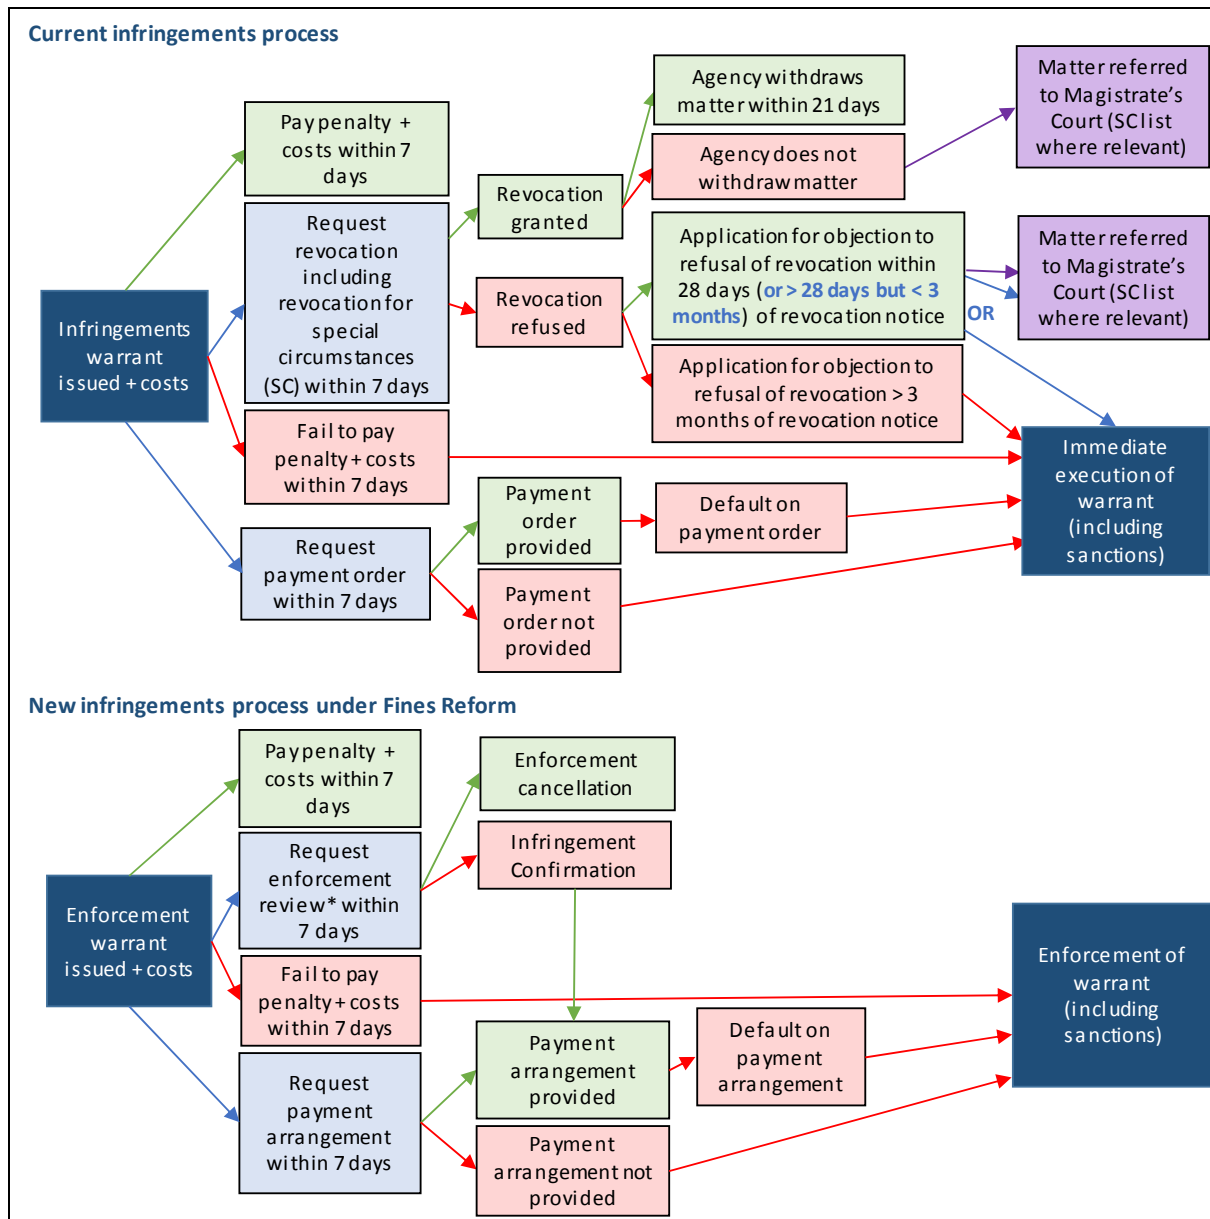 Current infringements process
Infringements
warrant
issued + costs
Pay penalty +
costs within 7
days
Request
revocation
including
revocation for
special
circumstances
(SC) within 7 days
Fail to pay
penalty + costs
within 7 days
Request
payment order
within 7 days
Revocation
granted
Revocation
refused
Payment
order
provided
Payment
order not
provided
Agency withdraws
matter within 21 days
Agency does not
withdraw matter
Application for objection to
refusal of revocation within
28 days (or > 28 days but < 3
months) of revocation notice
OR
Application for objection to
refusal of revocation > 3
months of revocation notice
Default on
payment order
Matter referred
to Magistrate's
Court (SC list
where relevant)
Matter referred
to Magistrate's
Court (SC list
where relevant)
Immediate
execution of
warrant
(including
sanctions)
New infringements process under Fines Reform
Enforcement
warrant
issued + costs
Pay penalty +
costs within 7
days
Request
enforcement
review* within
7 days
Fail to pay
penalty + costs
within 7 days
Request
payment
arrangement
within 7 days
Enforcement
cancellation
Infringement
Confirmation
Payment
arrangement
provided
Payment
arrangement not
provided
Default on
payment
arrangement
Enforcement of
warrant
(including
sanctions)